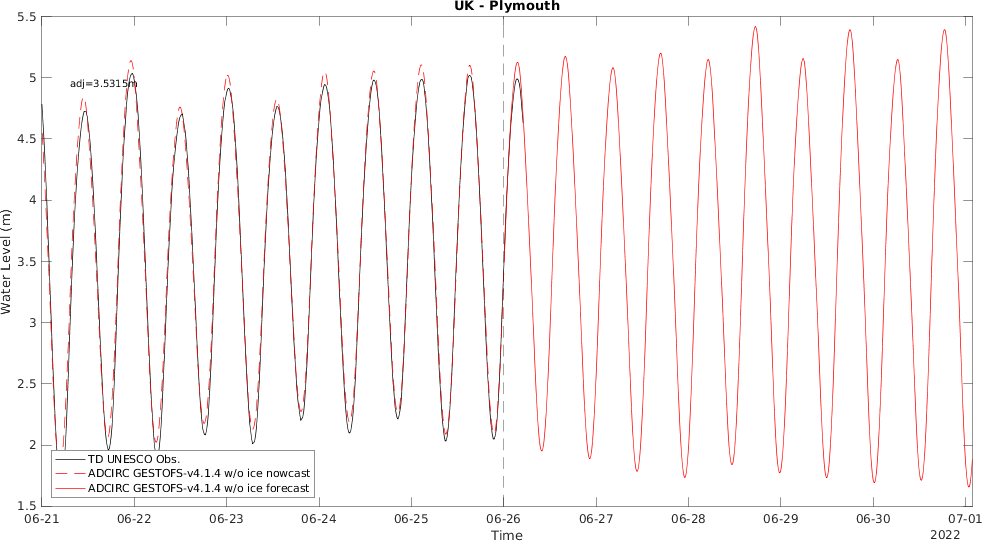 UK - Plymouth
adj=3.5315m
Water Level (m)
5.5
5
4.5
4
3.5
3
2.5
2
1.5
TD UNESCO Obs.
ADCIRC GESTOFS-v4.1.4 w/o ice nowcast
ADCIRC GESTOFS-v4.1.4 w/o ice forecast
06-21 06-22 06-23 06-24 06-25 06-26 06-27 06-28 06-29 06-30 07-01
Time
2022